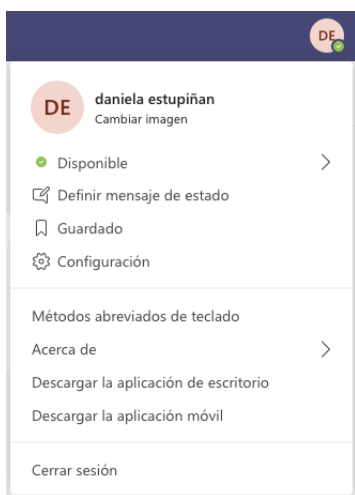 DE
DE
daniela estupiñan
Cambiar imagen
Disponible
Definir mensaje de estado
Guardado
Configuración
Métodos abreviados de teclado
Acerca de
Descargar la aplicación de escritorio
Descargar la aplicación móvil
Cerrar sesión